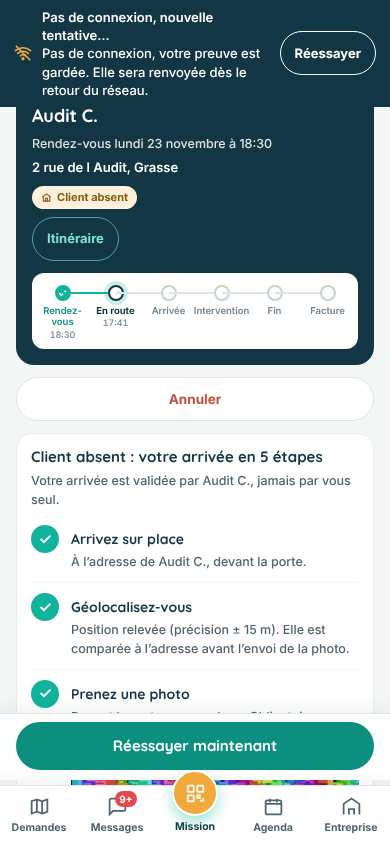 Pas de connexion, nouvelle
tentative…
Pas de connexion, votre preuve est
gardée. Elle sera renvoyée dès le
retour du réseau.
Réessayer
Audit C.
Rendez-vous lundi 23 novembre à 18:30
2 rue de l Audit, Grasse
Client absent
Itinéraire
Rendez-
vous
18:30
En route
17:41
Arrivée
Intervention
Fin
Facture
Annuler
Client absent : votre arrivée en 5 étapes
Votre arrivée est validée par Audit C., jamais par vous
seul.
Arrivez sur place
À l’adresse de Audit C., devant la porte.
Géolocalisez-vous
Position relevée (précision ± 15 m). Elle est
comparée à l’adresse avant l’envoi de la photo.
Prenez une photo
Réessayer maintenant
Demandes
9+
Messages
Mission
Agenda
Entreprise